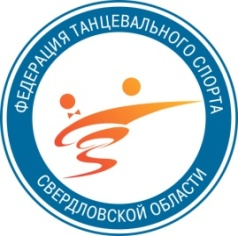 ФЕДЕРАЦИЯ ТАНЦЕВАЛЬНОГО СПОРТА
СВЕРДЛОВСКОЙ ОБЛАСТИ